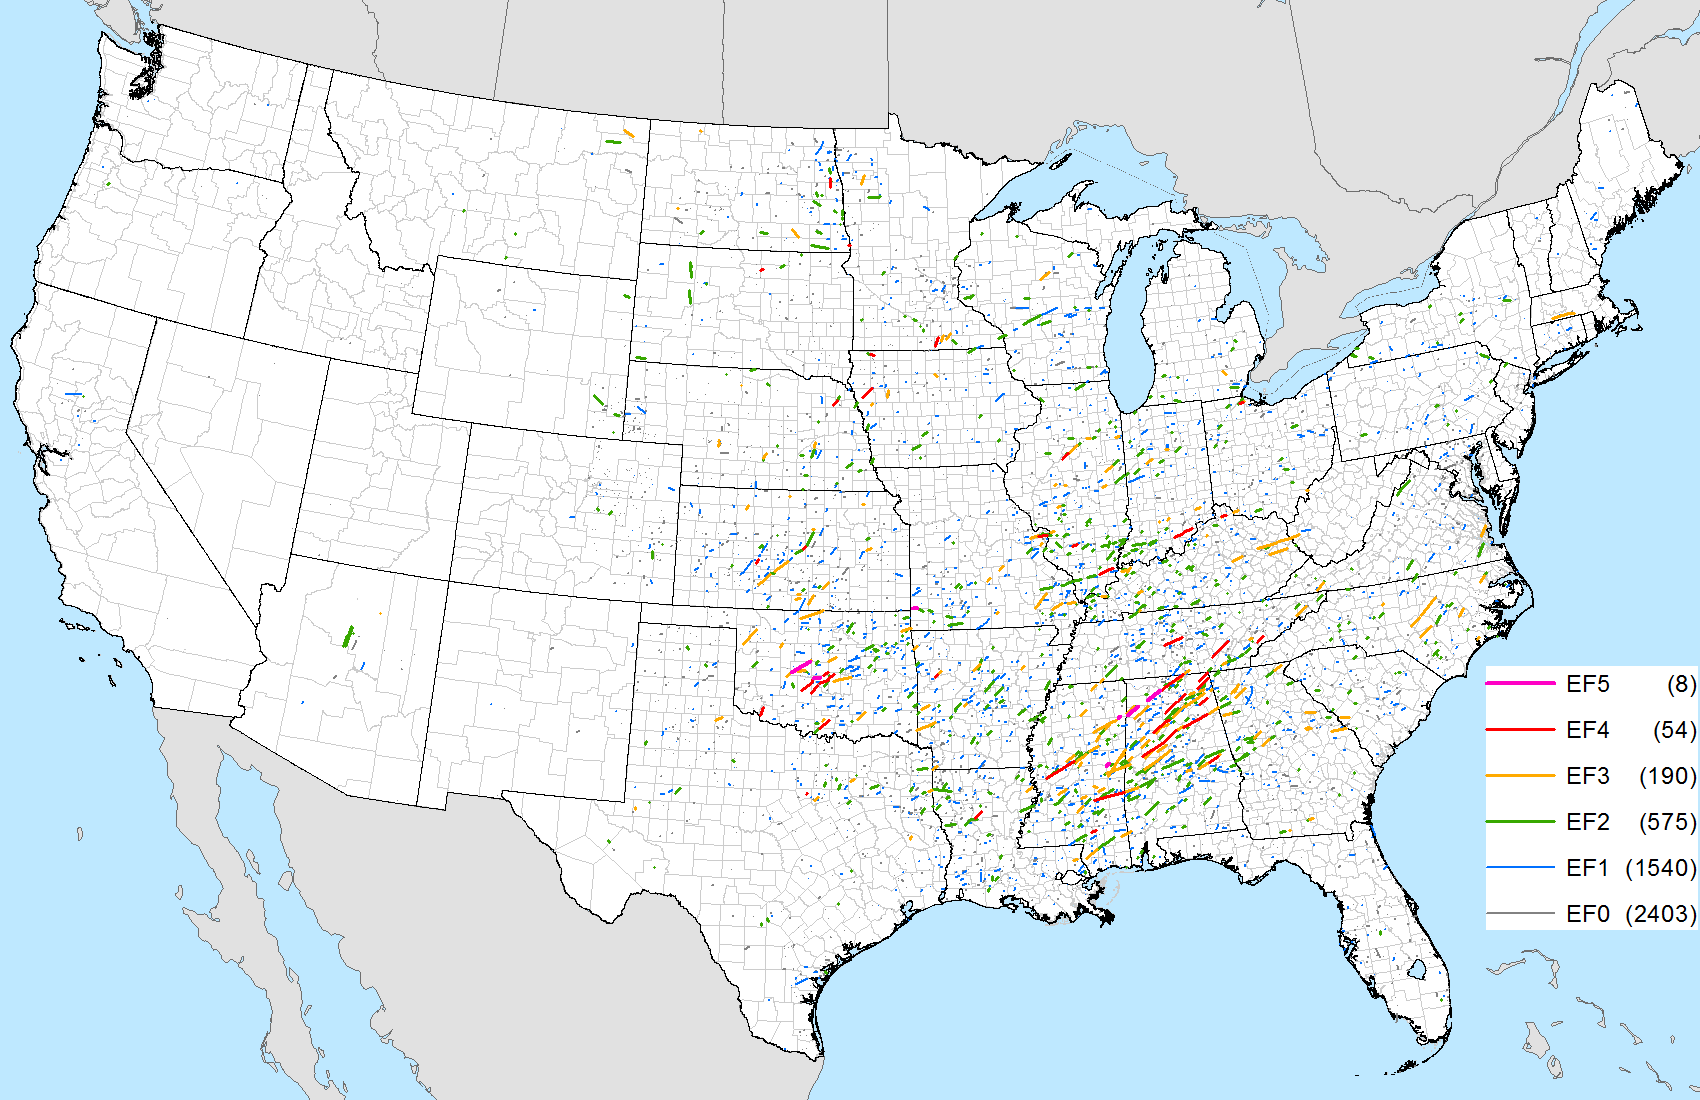 EF5 (8)
EF4 (54)
EF3 (190)
EF2 (575)
EF1 (1540)
EF0 (2403)